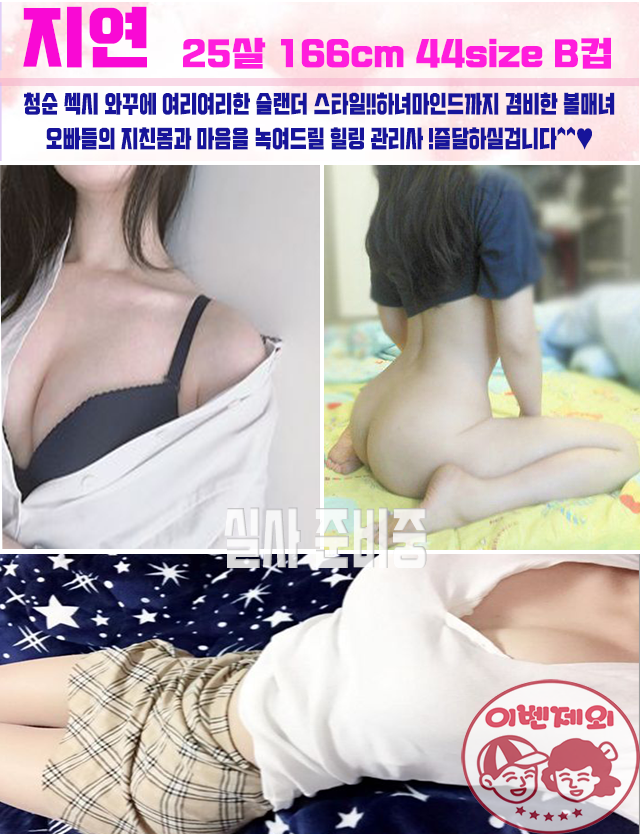 지연 25살 166cm 44size B컵
청순 섹시 와꾸에 여리여리한 슬랜더 스타일!!하녀마인드까지 겸비한 볼매녀
오빠들의 지친몸과 마음을 녹여드릴 힐링 관리사 !즐달하실겁니다^^♥
실사 준비중
이벤제외